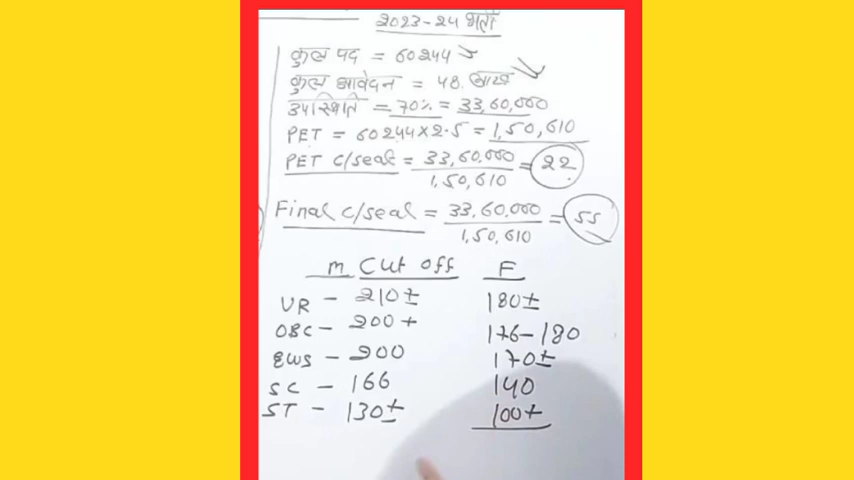 2023-24 भर्ती
कुल पद = 60244
कुल आवेदन = 48 लाख
उपस्थिति = 70% = 33,60,000
PET = 60244×2.5 = 1,50,610
PET c/seat = 33,60,000 / 1,50,610 = 22
Final c/seat = 33,60,000 / 1,50,610 = 55
M Cut off F
UR - 210± 180±
OBC - 200+ 176-180
EWS - 200 170±
SC - 166 140
ST - 130± 100+